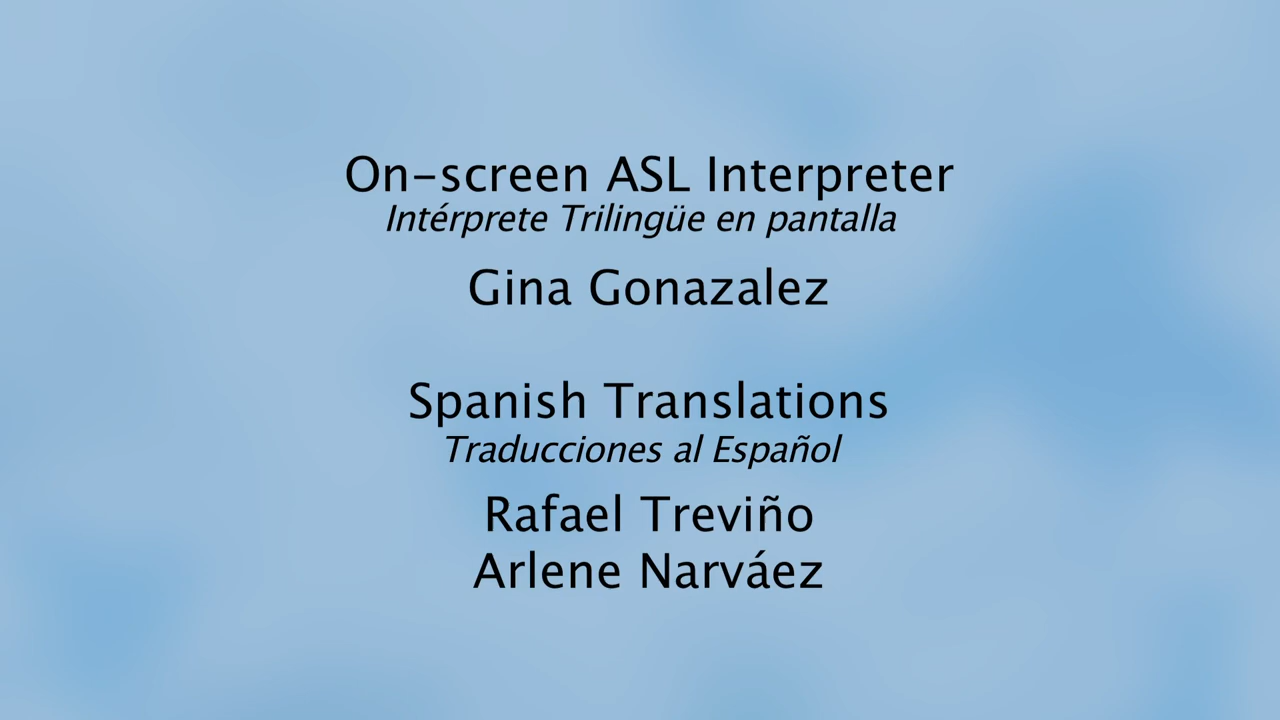 On-screen ASL Interpreter
Intérprete Trilingüe en pantalla
Gina Gonazalez
Spanish Translations
Traducciones al Español
Rafael Treviño
Arlene Narváez